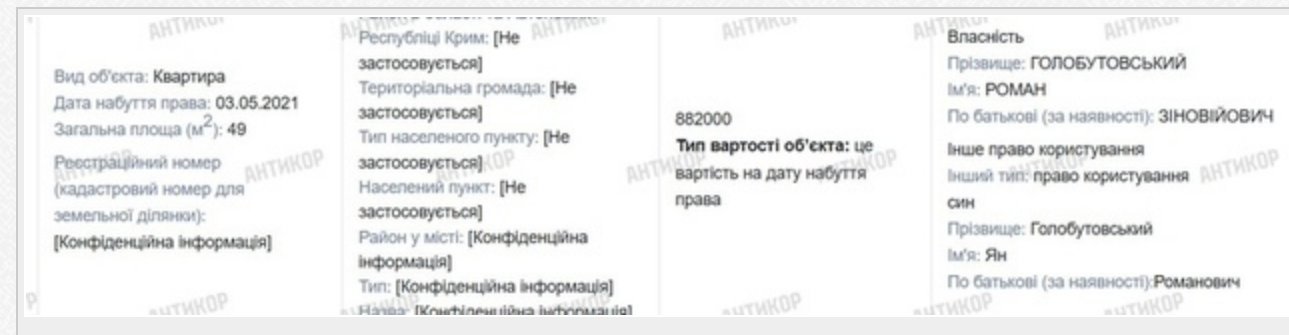 Вид об'єкта: Квартира
Дата набуття права: 03.05.2021
Загальна площа (м2): 49
Реєстраційний номер
(кадастровий номер для
земельної ділянки):
[Конфіденційна інформація]
Республіці Крим: [Не
застосовується]
Територіальна громада: [Не
застосовується]
Тип населеного пункту: [Не
застосовується]
Населений пункт: [Не
застосовується]
Район у місті: [Конфіденційна
інформація]
Тип: [Конфіденційна інформація]
Назва: [Конфіденційна інформація]
882000
Тип вартості об'єкта: це
вартість на дату набуття
права
Власність
Прізвище: ГОЛОБУТОВСЬКИЙ
Ім'я: РОМАН
По батькові (за наявності): ЗІНОВІЙОВИЧ
Інше право користування
Інший тип: право користування
син
Прізвище: Голобутовський
Ім'я: Ян
По батькові (за наявності):Романович
АНТИКОР